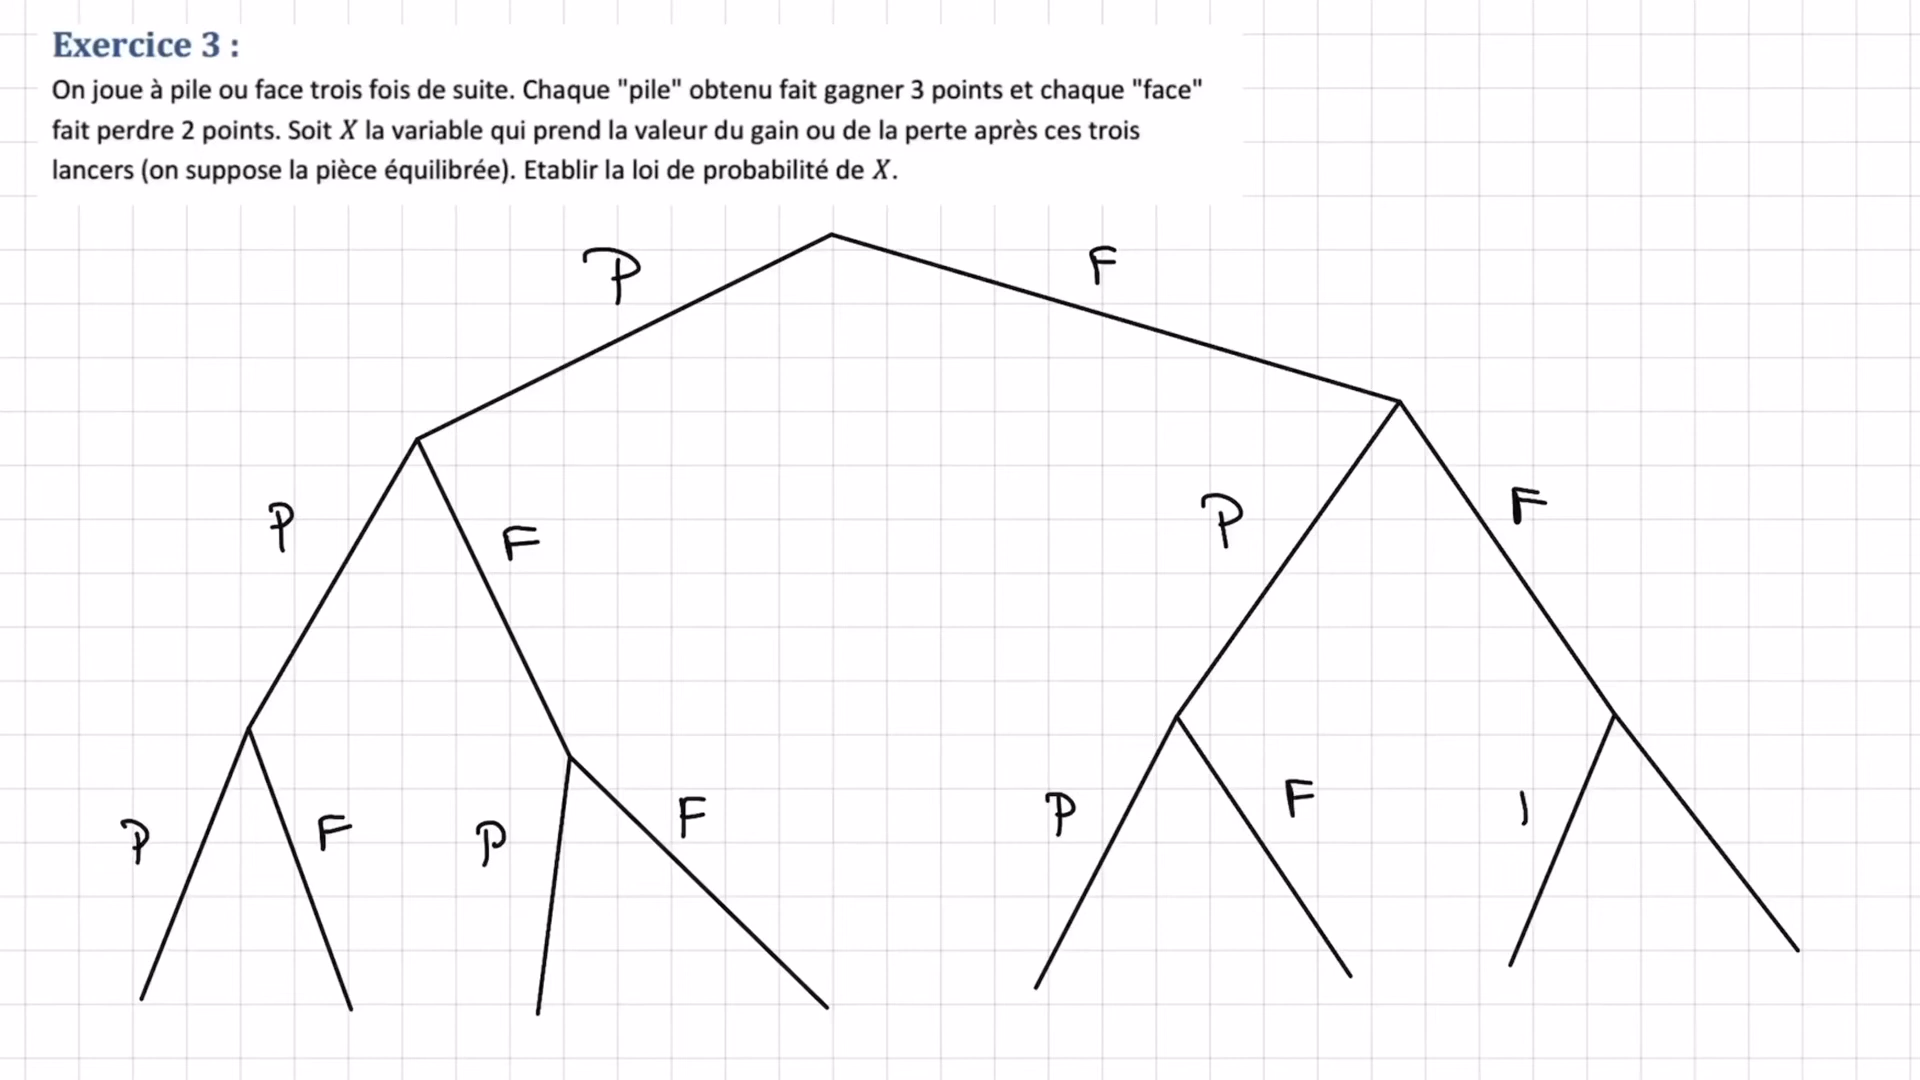 Exercice 3 :
On joue à pile ou face trois fois de suite. Chaque "pile" obtenu fait gagner 3 points et chaque "face"
fait perdre 2 points. Soit X la variable qui prend la valeur du gain ou de la perte après ces trois
lancers (on suppose la pièce équilibrée). Etablir la loi de probabilité de X.
P F
P F P F
P F P F P F